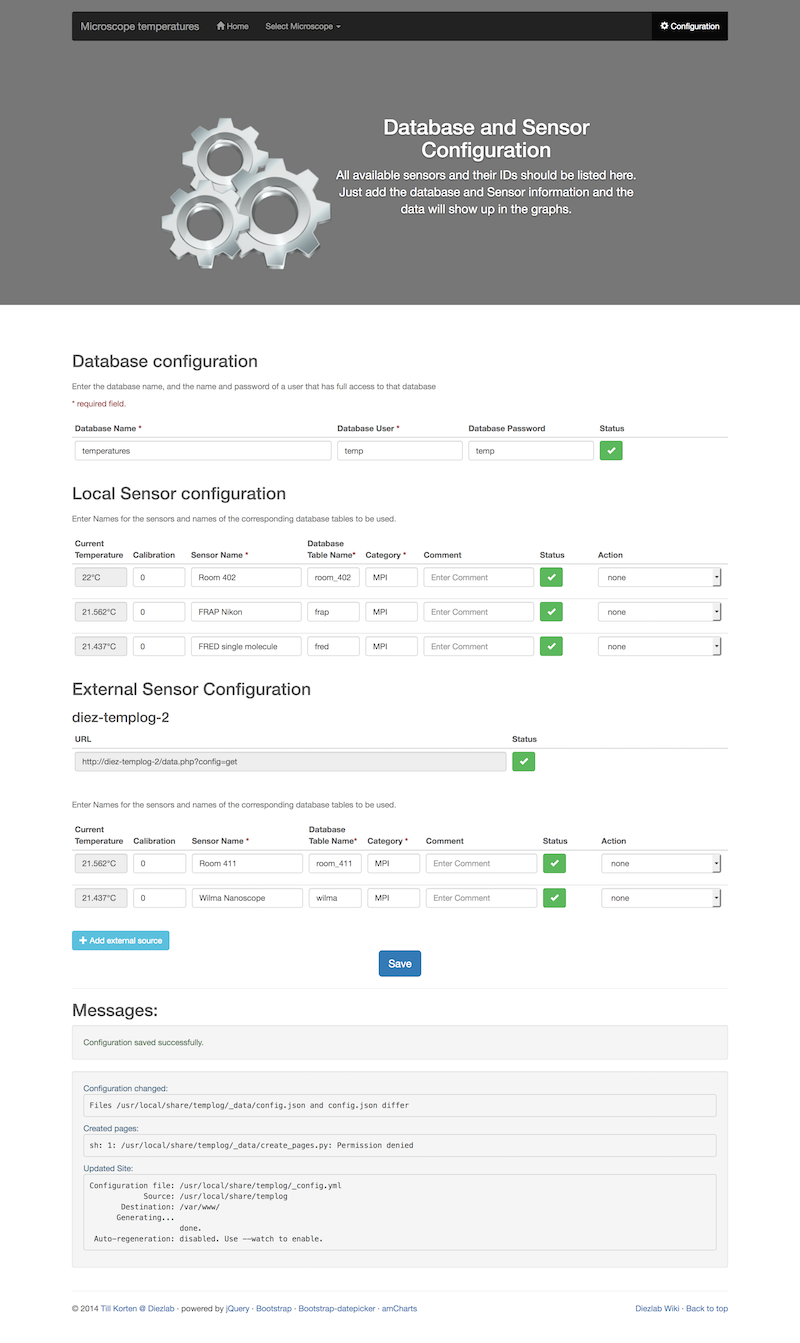 Microscope temperatures Home Select Microscope Configuration
Database and Sensor
Configuration
All available sensors and their IDs should be listed here.
Just add the database and Sensor information and the
data will show up in the graphs.
Database configuration
Enter the database name, and the name and password of a user that has full access to that database
* required field.
Database Name * Database User * Database Password Status
temperatures temp temp
Local Sensor configuration
Enter Names for the sensors and names of the corresponding database tables to be used.
Current Database
Temperature Calibration Sensor Name * Table Name* Category * Comment Status Action
22°C 0 Room 402 room_402 MPI Enter Comment none
21.562°C 0 FRAP Nikon frap MPI Enter Comment none
21.437°C 0 FRED single molecule fred MPI Enter Comment none
External Sensor Configuration
diez-templog-2
URL Status
http://diez-templog-2/data.php?config=get
Enter Names for the sensors and names of the corresponding database tables to be used.
Current Database
Temperature Calibration Sensor Name * Table Name* Category * Comment Status Action
21.562°C 0 Room 411 room_411 MPI Enter Comment none
21.437°C 0 Wilma Nanoscope wilma MPI Enter Comment none
Add external source
Save
Messages:
Configuration saved successfully.
Configuration changed:
Files /usr/local/share/templog/_data/config.json and config.json differ
Created pages:
sh: 1: /usr/local/share/templog/_data/create_pages.py: Permission denied
Updated Site:
Configuration file: /usr/local/share/templog/_config.yml
Source: /usr/local/share/templog
Destination: /var/www/
Generating...
done.
Auto-regeneration: disabled. Use --watch to enable.
© 2014 Till Korten @ Diezlab · powered by jQuery · Bootstrap · Bootstrap-datepicker · amCharts Diezlab Wiki · Back to top